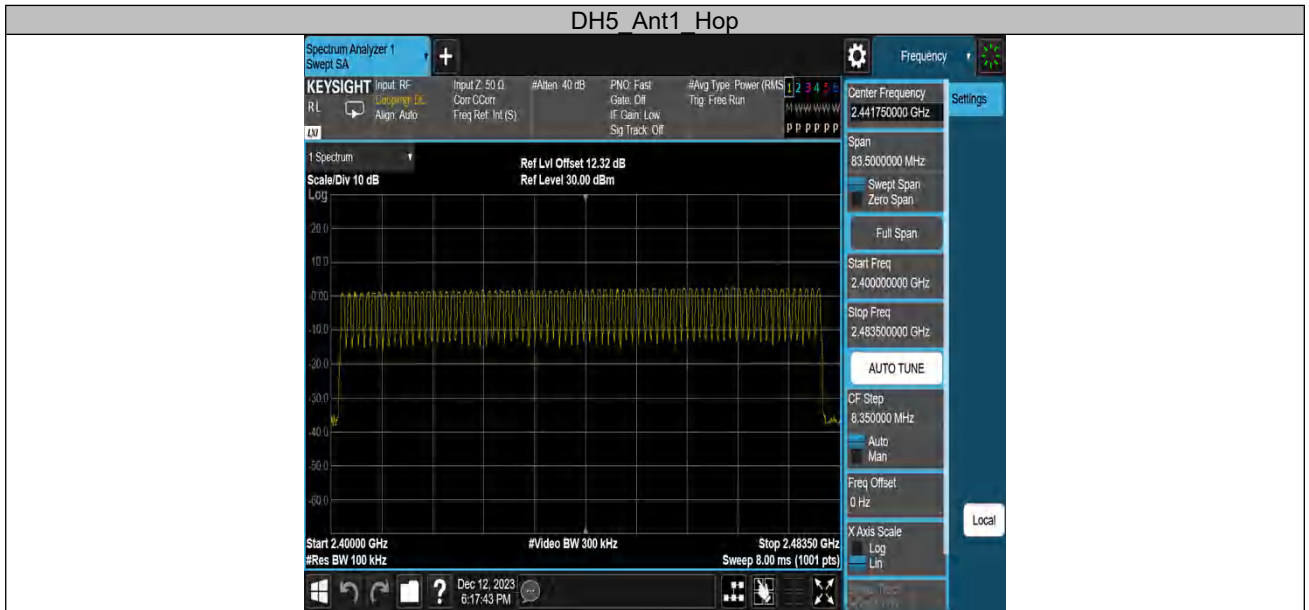 DH5_Ant1_Hop
Spectrum Analyzer 1
Swept SA
Frequency
KEYSIGHT
RL
LXI
Input: RF
Coupling: DC
Align: Auto
Input Z: 50 Ω
Corr CCorr
Freq Ref: Int (S)
#Atten: 40 dB
PNO: Fast
Gate: Off
IF Gain: Low
Sig Track: Off
#Avg Type: Power (RMS
Trig: Free Run
1 2 3 4 5 6
M W W W W W
P P P P P P
1 Spectrum
Scale/Div 10 dB
Log
Ref Lvl Offset 12.32 dB
Ref Level 30.00 dBm
20.0
10.0
0.00
-10.0
-20.0
-30.0
-40.0
-50.0
-60.0
Start 2.40000 GHz
#Res BW 100 kHz
#Video BW 300 kHz
Stop 2.48350 GHz
Sweep 8.00 ms (1001 pts)
Center Frequency
2.441750000 GHz
Settings
Span
83.5000000 MHz
Swept Span
Zero Span
Full Span
Start Freq
2.400000000 GHz
Stop Freq
2.483500000 GHz
AUTO TUNE
CF Step
8.350000 MHz
Auto
Man
Freq Offset
0 Hz
Local
X Axis Scale
Log
Lin
?
Dec 12, 2023
6:17:43 PM